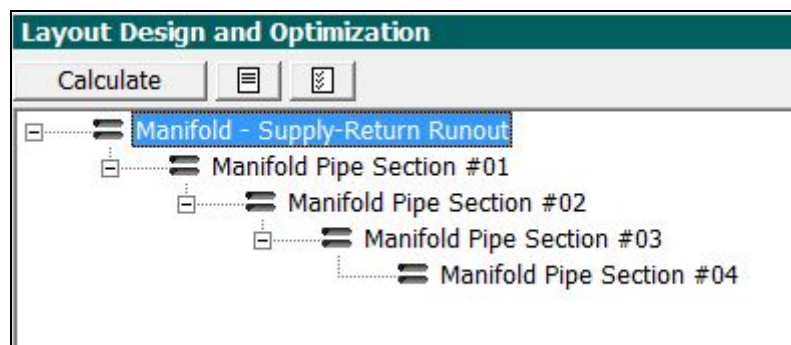 Layout Design and Optimization
Calculate
Manifold - Supply-Return Runout
Manifold Pipe Section #01
Manifold Pipe Section #02
Manifold Pipe Section #03
Manifold Pipe Section #04